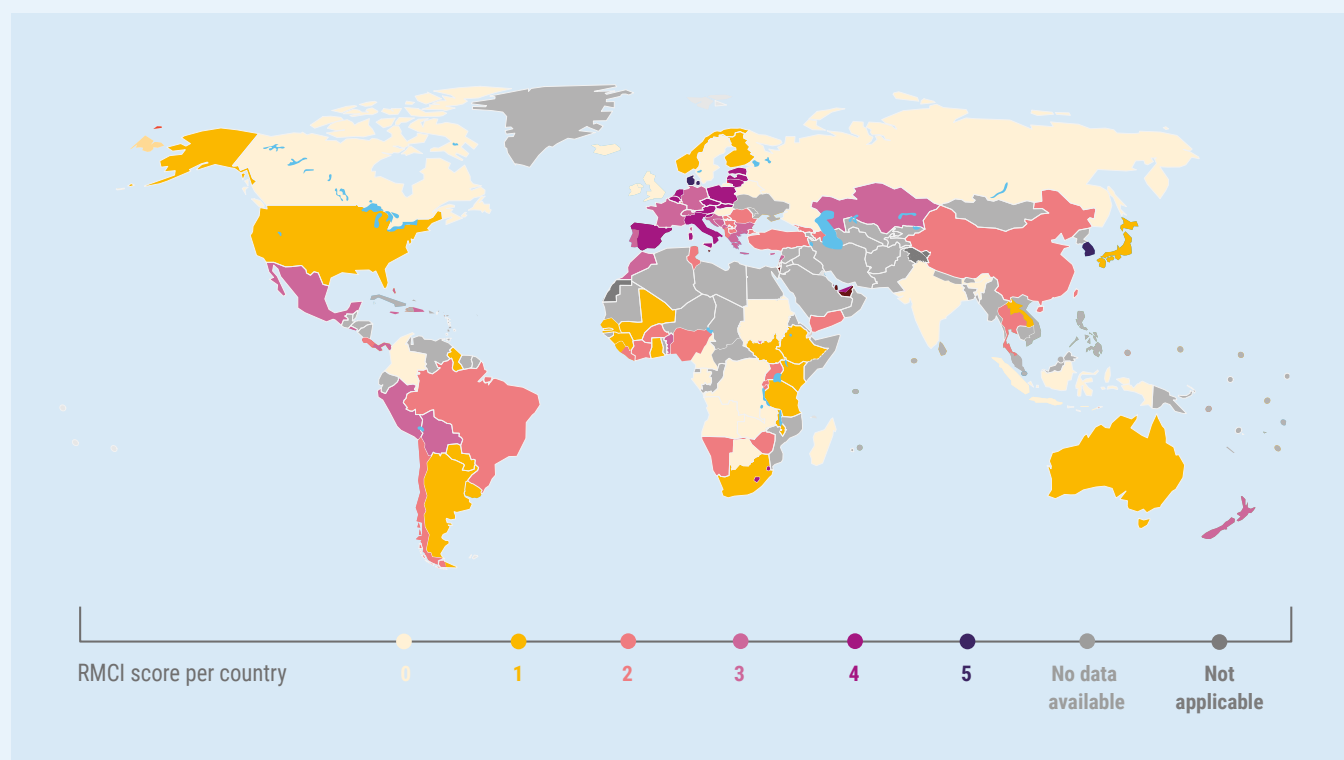 0
1
2
3
4
5
No data
Not
RMCI score per country
available
applicable